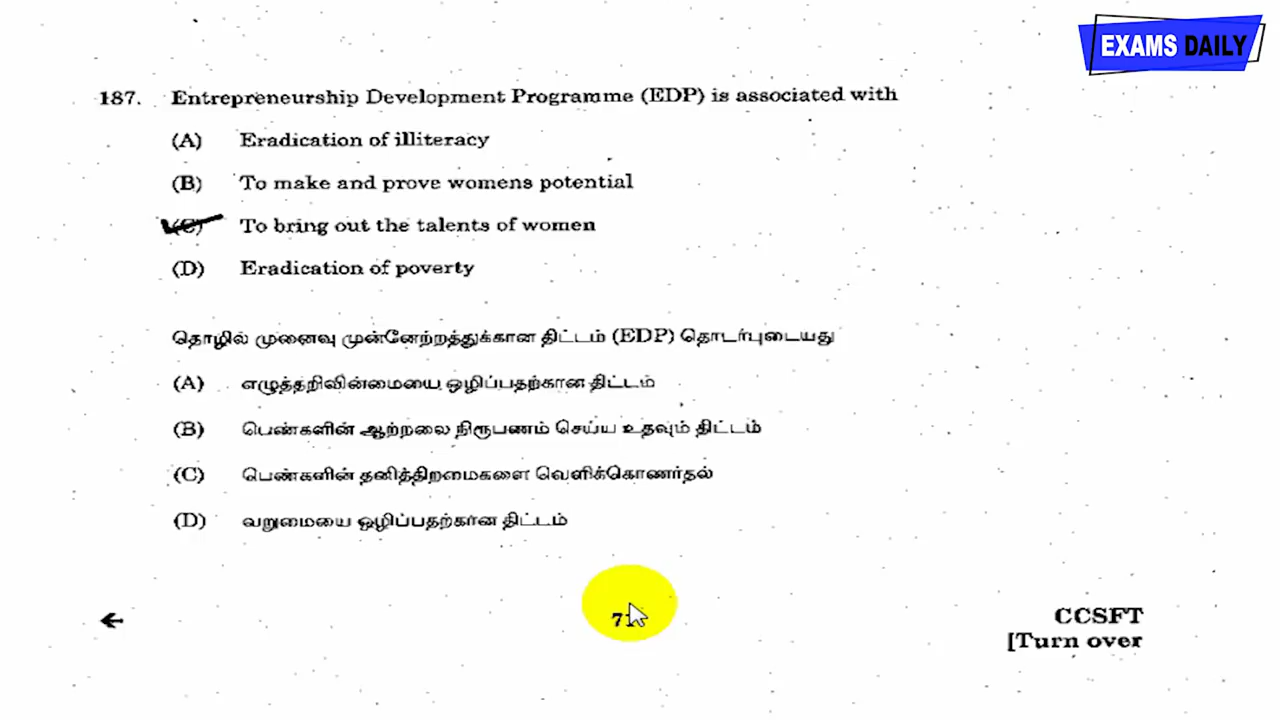 EXAMS DAILY
187. Entrepreneurship Development Programme (EDP) is associated with
(A) Eradication of illiteracy
(B) To make and prove womens potential
(C) To bring out the talents of women
(D) Eradication of poverty
தொழில் முனைவு முன்னேற்றத்துக்கான திட்டம் (EDP) தொடர்புடையது
(A) எழுத்தறிவின்மையை ஒழிப்பதற்கான திட்டம்
(B) பெண்களின் ஆற்றலை நிரூபணம் செய்ய உதவும் திட்டம்
(C) பெண்களின் தனித்திறமைகளை வெளிக்கொணர்தல்
(D) வறுமையை ஒழிப்பதற்கான திட்டம்
← CCSFT
[Turn over